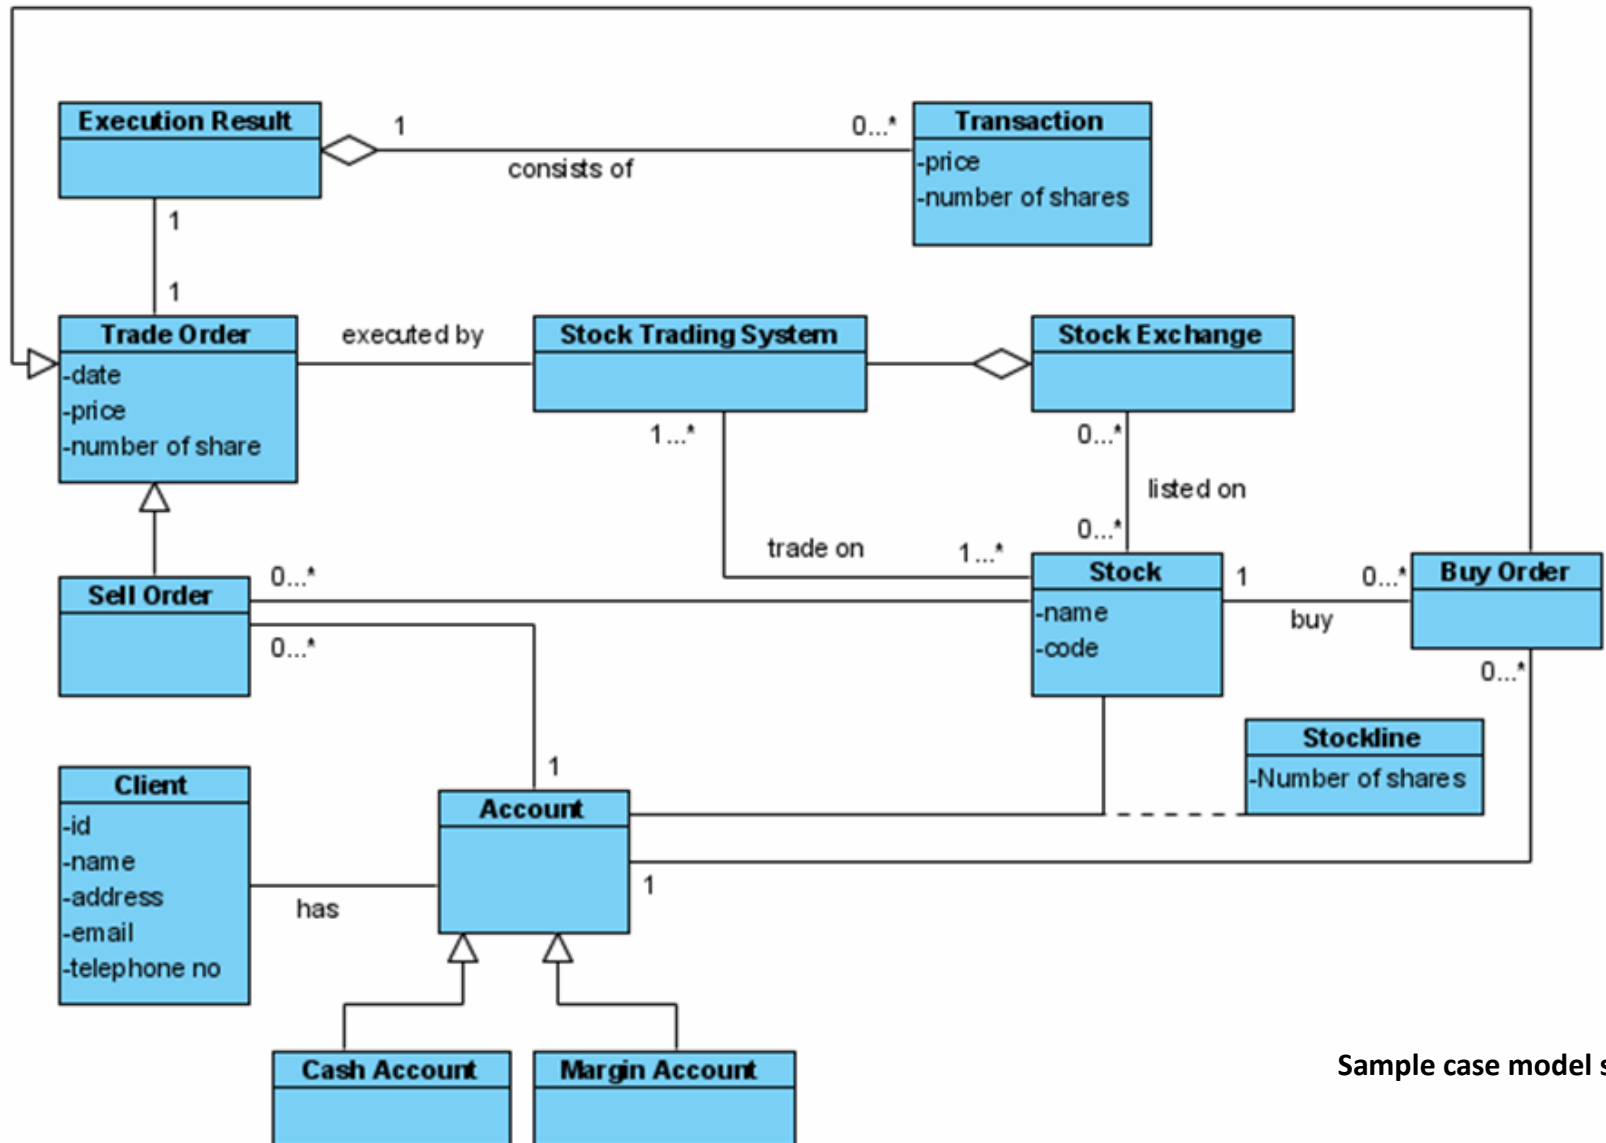 Execution Result
1
consists of
0...*
Transaction
-price
-number of shares
1
1
Trade Order
-date
-price
-number of share
executed by
Stock Trading System
Stock Exchange
1...*
0...*
listed on
0...*
trade on
1...*
Sell Order
0...*
0...*
Stock
-name
-code
1
buy
0...*
Buy Order
0...*
Stockline
-Number of shares
Client
-id
-name
-address
-email
-telephone no
has
1
Account
1
Cash Account
Margin Account
Sample case model s